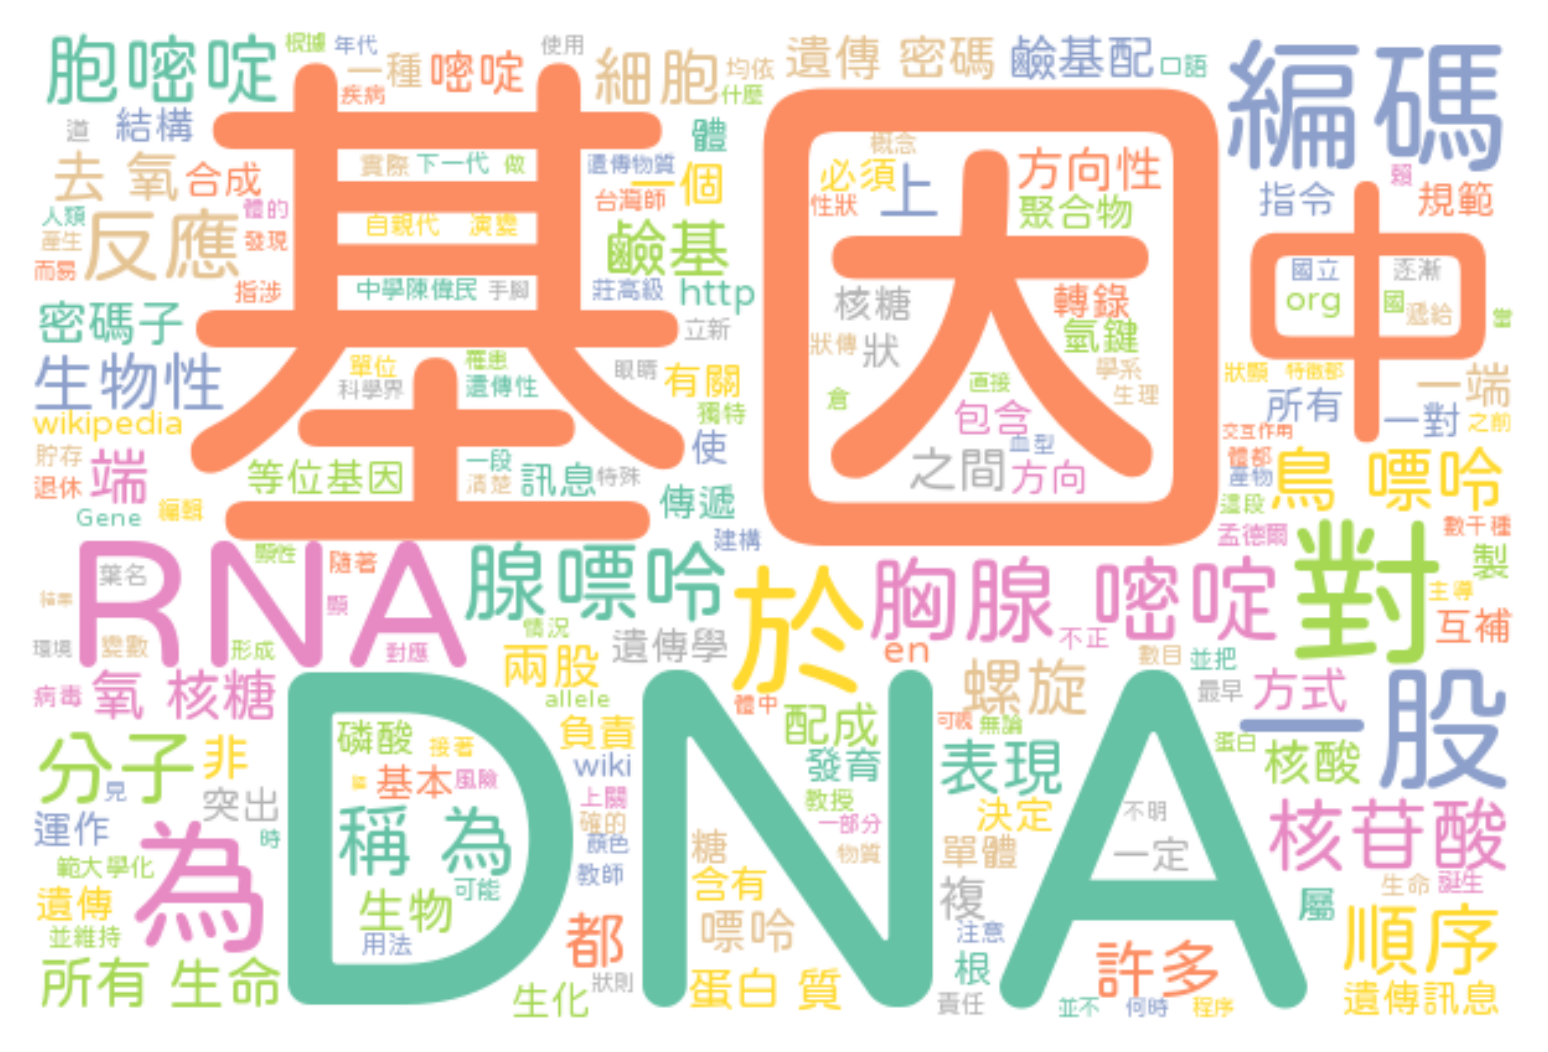 胞嘧啶
根據
年代
一種
嘧啶
使用
細胞
均依
遺傳 密碼
鹼基配
口語
編碼
疾病
什麼
道
結構
基因
體
概念
去 氧
合成
實際
下一代
做
遺傳物質
一個
必須
上
方向性
指令
賴
規範
人類
體的
台灣師
性狀
聚合物
中
產生
反應
發現
自親代
演變
鹼基
而易
指涉
中學陳偉民
手腳
莊高級
http
核糖
轉錄
國立
逐漸
org
國
遞給
密碼子
立新
氫鍵
狀傳
狀
生物性
單位
罹患
科學界
遺傳性
眼睛
有關
直接
學系
生理
狀顯
特徵都
一端
wikipedia
獨特
倉
包含
所有
一對
之前
使
血型
交互作用
貯存
端
等位基因
一段
清楚
訊息
特殊
之間
方向
體都
產物
鳥 嘌呤
退休
傳遞
這段
Gene
編輯
建構
孟德爾
對
數千種
RNA
顯性
隨著
腺嘌呤
於
胸腺 嘧啶
製
葉名
主導
顯
情況
不正
互補
環境
變數
形成
對應
兩股
遺傳學
en
數目
並把
病毒
氧 核糖
DNA
allele
體中
螺旋
最早
方式
一股
磷酸
接著
負責
配成
可觀
無論
蛋白
分子
非
基本
風險
wiki
發育
表現
核酸
見
突出
上關
教授
決定
不明
運作
為
時
稱 為
確的
顏色
一部分
核苷酸
範大學化
糖
物質
單體
一定
可能
教師
含有
複
生命
誕生
遺傳
生物
屬
並維持
用法
都
嘌呤
注意
順序
所有 生命
狀則
根
許多
生化
蛋白 質
責任
並不
何時
程序
遺傳訊息